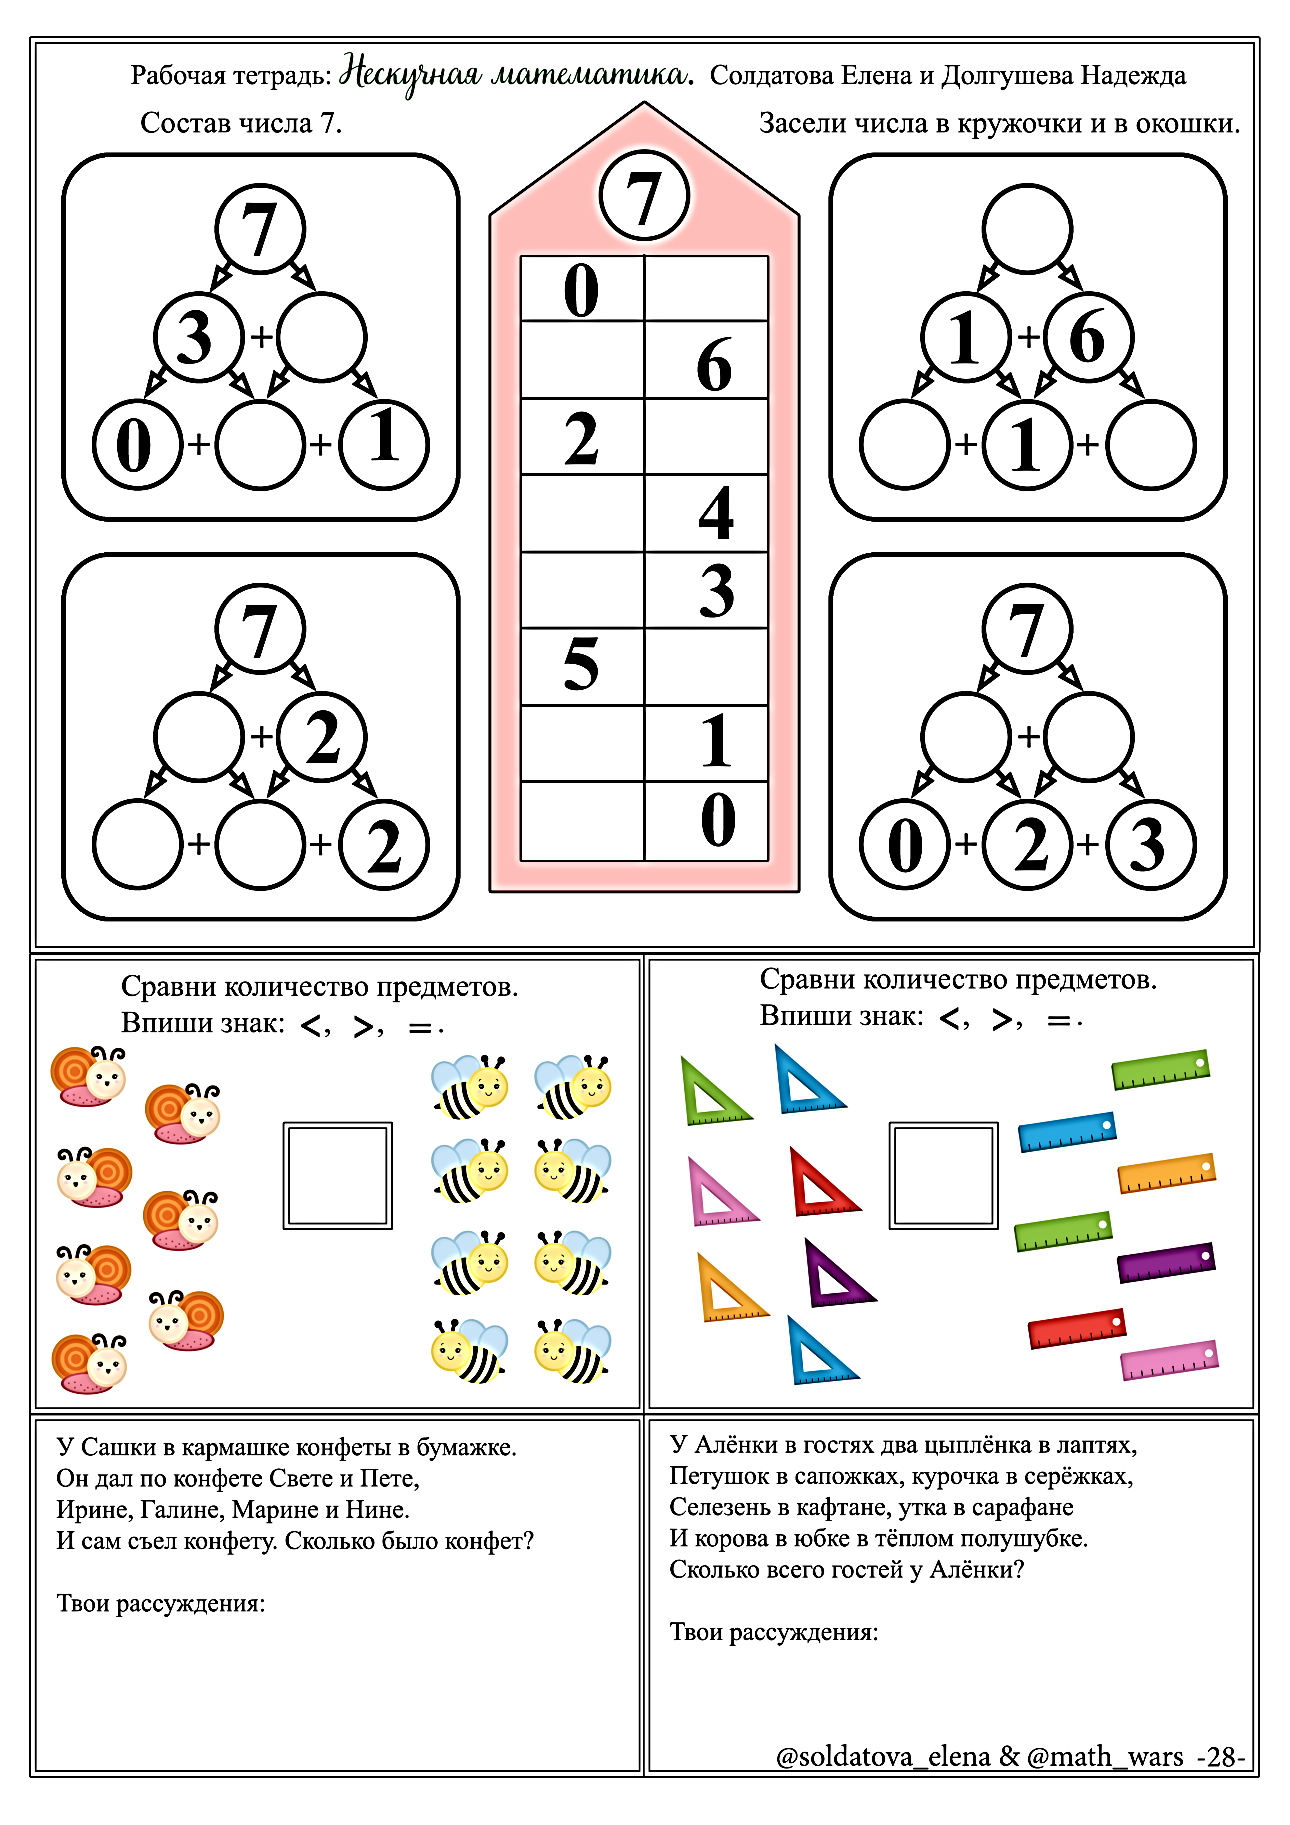 Рабочая тетрадь: Нескучная математика. Солдатова Елена и Долгушева Надежда
Состав числа 7.
Засели числа в кружочки и в окошки.
7
3 +
0 + + 1
7
0
6
2
4
3
5
1
0
1 + 6
+ 1 +
7
+ 2
+ + 2
7
+
0 + 2 + 3
Сравни количество предметов.
Впиши знак: <, >, =.
Сравни количество предметов.
Впиши знак: <, >, =.
У Сашки в кармашке конфеты в бумажке.
Он дал по конфете Свете и Пете,
Ирине, Галине, Марине и Нине.
И сам съел конфету. Сколько было конфет?
Твои рассуждения:
У Алёнки в гостях два цыплёнка в лаптях,
Петушок в сапожках, курочка в серёжках,
Селезень в кафтане, утка в сарафане
И корова в юбке в тёплом полушубке.
Сколько всего гостей у Алёнки?
Твои рассуждения:
@soldatova_elena & @math_wars -28-